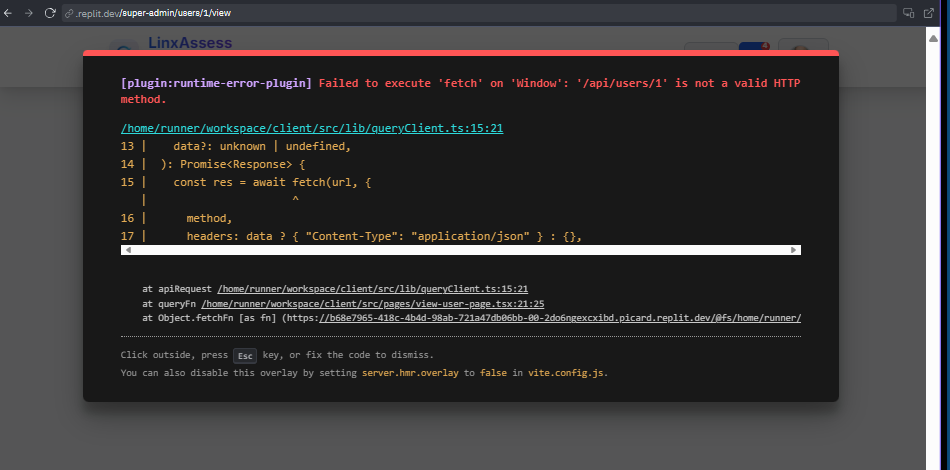 .replit.dev/super-admin/users/1/view
LinxAssess
4
[plugin:runtime-error-plugin] Failed to execute 'fetch' on 'Window': '/api/users/1' is not a valid HTTP
method.
/home/runner/workspace/client/src/lib/queryClient.ts:15:21
13 |    data?: unknown | undefined,
14 |  ): Promise<Response> {
15 |    const res = await fetch(url, {
   |                      ^
16 |      method,
17 |      headers: data ? { "Content-Type": "application/json" } : {},
at apiRequest /home/runner/workspace/client/src/lib/queryClient.ts:15:21
at queryFn /home/runner/workspace/client/src/pages/view-user-page.tsx:21:25
at Object.fetchFn [as fn] (https://b68e7965-418c-4b4d-98ab-721a47db06bb-00-2do6ngexcxibd.picard.replit.dev/@fs/home/runner/
Click outside, press Esc key, or fix the code to dismiss.
You can also disable this overlay by setting server.hmr.overlay to false in vite.config.js.